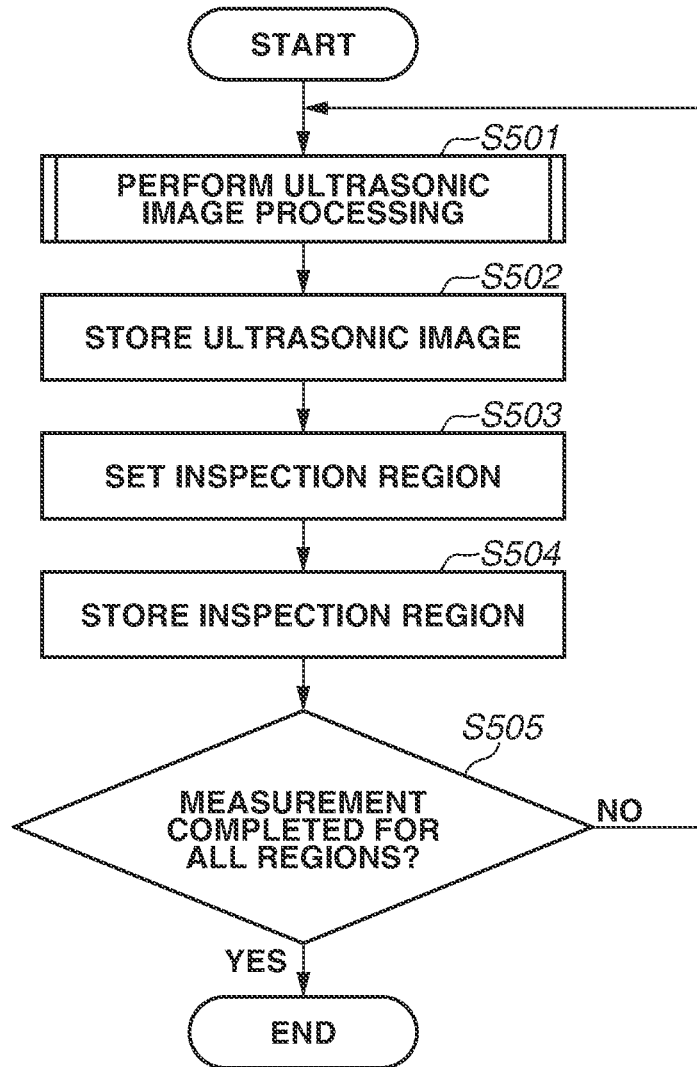 START
S501
PERFORM ULTRASONIC
IMAGE PROCESSING
S502
STORE ULTRASONIC IMAGE
S503
SET INSPECTION REGION
S504
STORE INSPECTION REGION
S505
MEASUREMENT
COMPLETED FOR
ALL REGIONS?
NO
YES
END